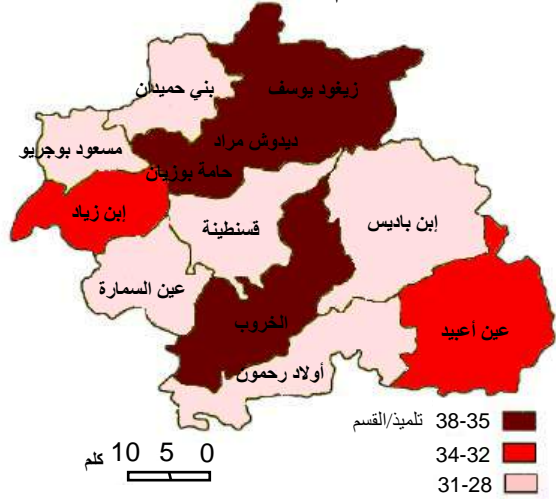 زيغود يوسف
بني حميدان
ديدوش مراد
مسعود بوجريو
حامة بوزيان
إبن زياد
قسنطينة
إبن باديس
عين السمارة
الخروب
عين أعبيد
أولاد رحمون
38-35 تلميذ/القسم
34-32
31-28
10 5 0
كلم